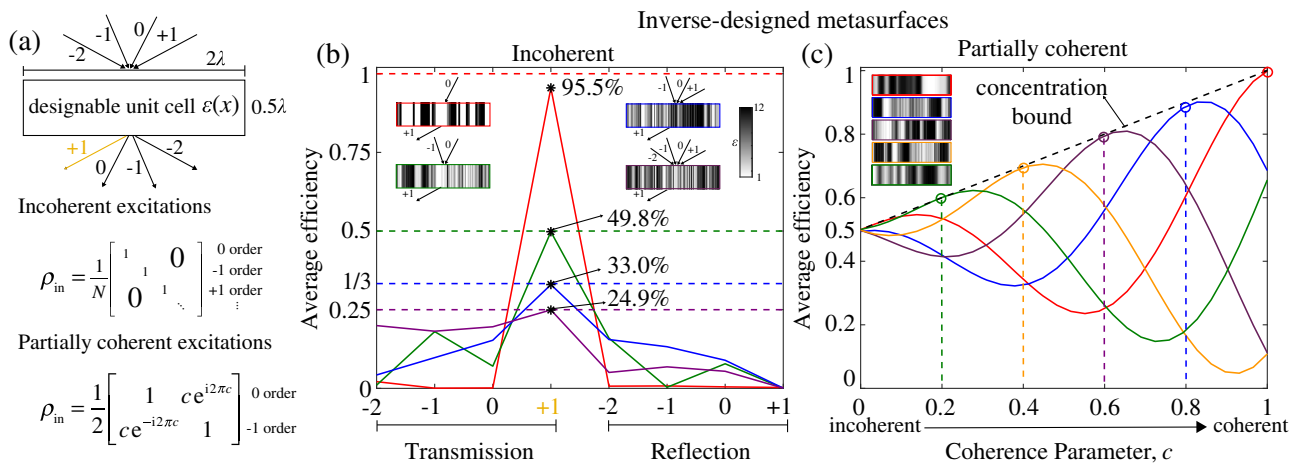 Inverse-designed metasurfaces
(a)
-2
-1
0
+1
2λ
designable unit cell ε(x)
0.5λ
+1
0
-1
-2
Incoherent excitations
ρin = 1/N [ 1 1 0 0 1 ⋱ ]
0 order
-1 order
+1 order
⋮
Partially coherent excitations
ρin = 1/2 [ 1 c e^{i2πc} c e^{-i2πc} 1 ]
0 order
-1 order
(b)
Incoherent
Average efficiency
1
0.75
0.5
1/3
0.25
0
95.5%
49.8%
33.0%
24.9%
0
+1
-1 0
+1
-1 0 +1
+1
-2 -1 0 +1
+1
12
ε
1
-2 -1 0 +1 -2 -1 0 +1
Transmission
Reflection
(c)
Partially coherent
concentration
bound
Average efficiency
1
0.8
0.6
0.5
0.4
0.2
0
0 0.2 0.4 0.6 0.8 1
incoherent
coherent
Coherence Parameter, c